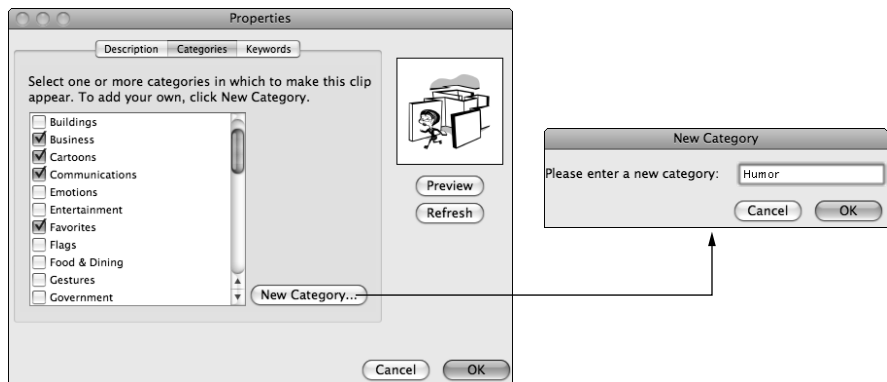 Properties
Description Categories Keywords
Select one or more categories in which to make this clip
appear. To add your own, click New Category.
Buildings
Business
Cartoons
Communications
Emotions
Entertainment
Favorites
Flags
Food & Dining
Gestures
Government
New Category...
Preview
Refresh
Cancel OK
New Category
Please enter a new category: Humor
Cancel OK